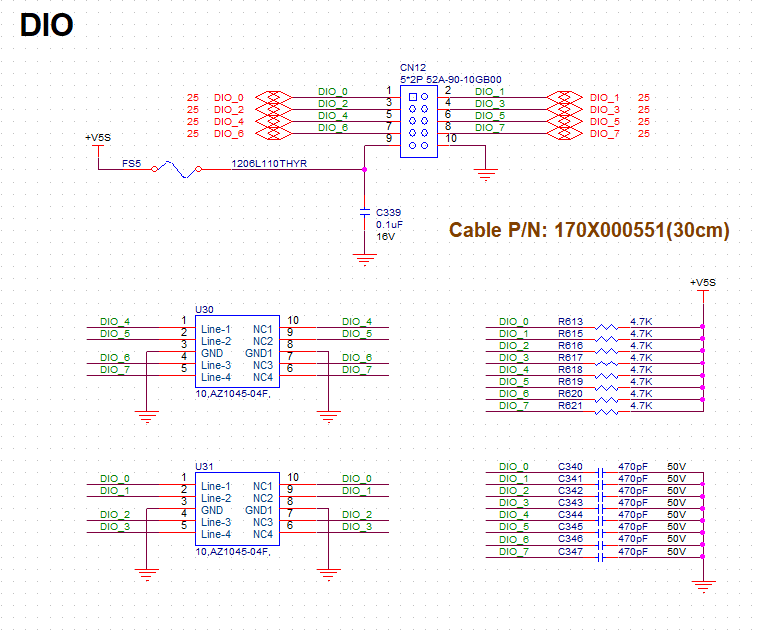 DIO
CN12
5*2P 52A-90-10GB00
25 DIO_0 DIO_0 1 2 DIO_1 DIO_1 25
25 DIO_2 DIO_2 3 4 DIO_3 DIO_3 25
25 DIO_4 DIO_4 5 6 DIO_5 DIO_5 25
25 DIO_6 DIO_6 7 8 DIO_7 DIO_7 25
9 10
+V5S
FS5 1206L110THYR
C339
0.1uF
16V
Cable P/N: 170X000551(30cm)
U30
DIO_4 1 Line-1 NC1 10 DIO_4
DIO_5 2 Line-2 NC2 9 DIO_5
3 GND GND1 8
DIO_6 4 Line-3 NC3 7 DIO_6
DIO_7 5 Line-4 NC4 6 DIO_7
10,AZ1045-04F,
+V5S
DIO_0 R613 4.7K
DIO_1 R615 4.7K
DIO_2 R616 4.7K
DIO_3 R617 4.7K
DIO_4 R618 4.7K
DIO_5 R619 4.7K
DIO_6 R620 4.7K
DIO_7 R621 4.7K
U31
DIO_0 1 Line-1 NC1 10 DIO_0
DIO_1 2 Line-2 NC2 9 DIO_1
3 GND GND1 8
DIO_2 4 Line-3 NC3 7 DIO_2
DIO_3 5 Line-4 NC4 6 DIO_3
10,AZ1045-04F,
DIO_0 C340 470pF 50V
DIO_1 C341 470pF 50V
DIO_2 C342 470pF 50V
DIO_3 C343 470pF 50V
DIO_4 C344 470pF 50V
DIO_5 C345 470pF 50V
DIO_6 C346 470pF 50V
DIO_7 C347 470pF 50V